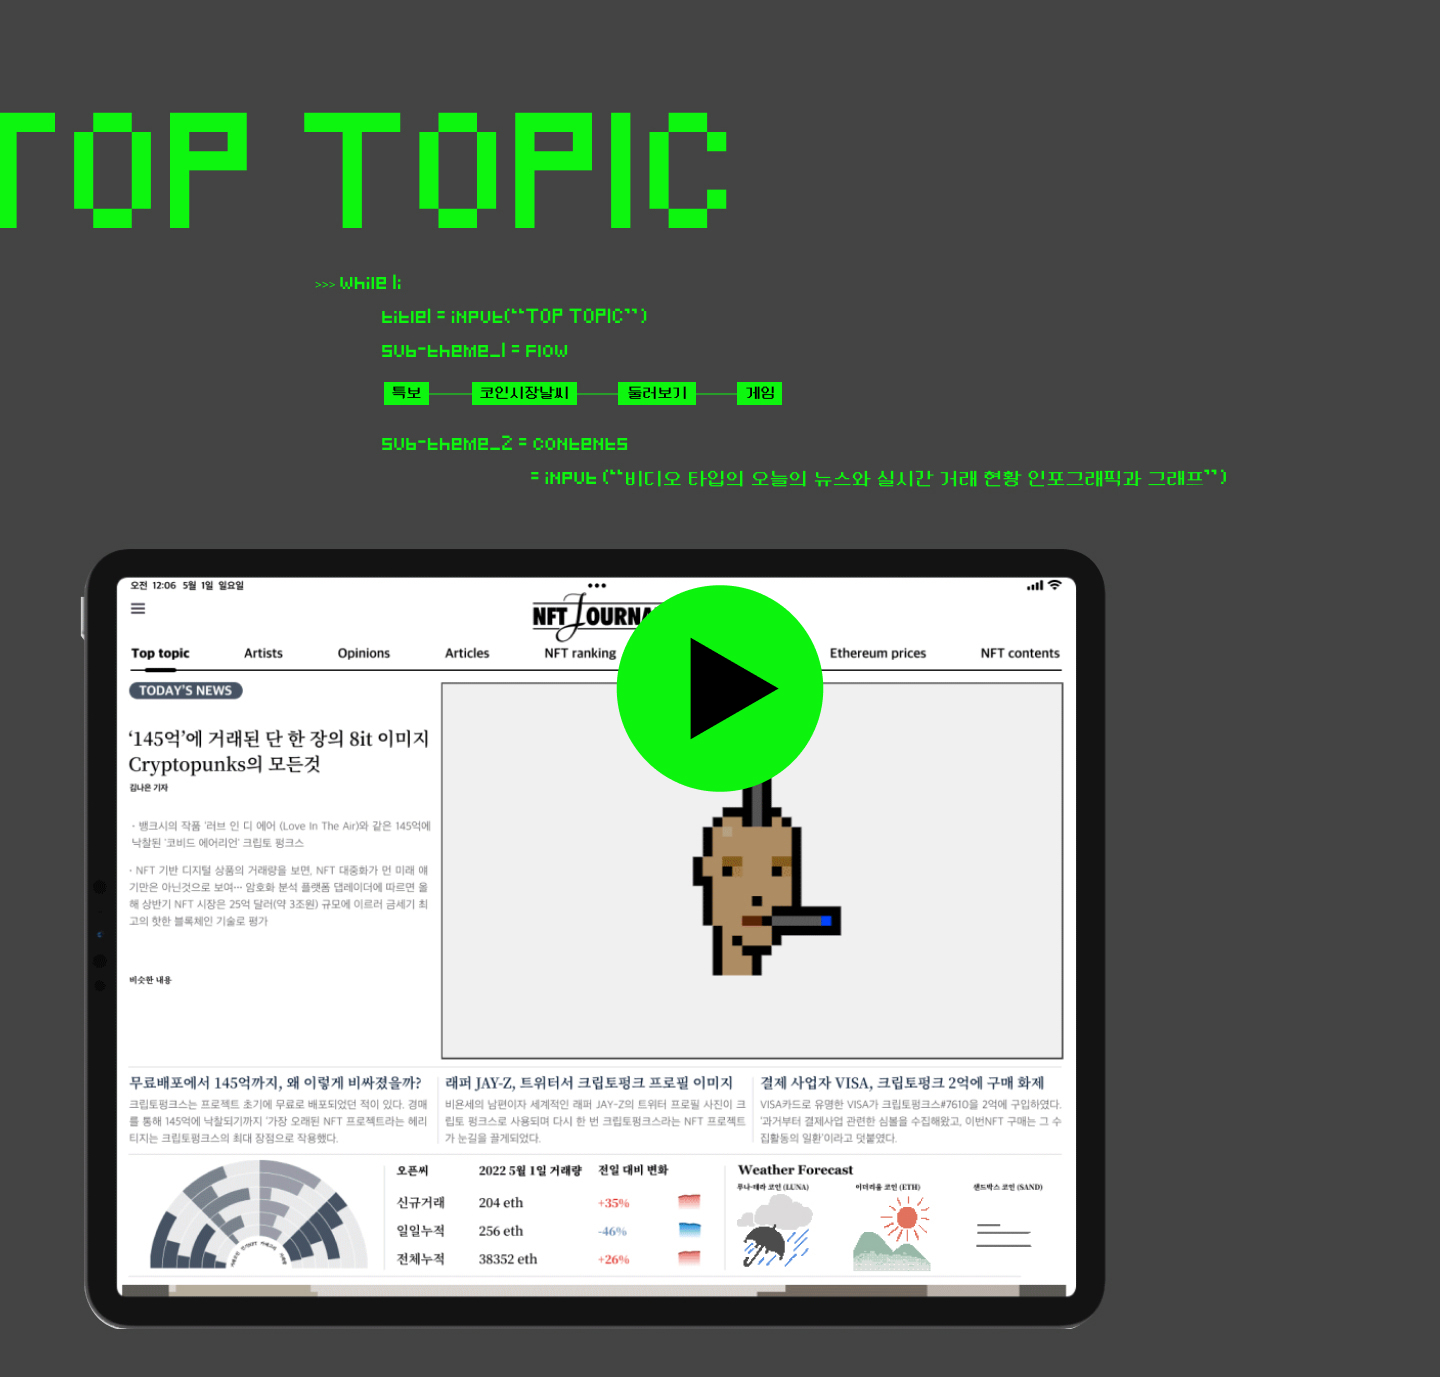 TOP TOPIC
>>> while 1:
title1 = input(“TOP TOPIC”)
sub-theme_1 = Flow
특보 코인시장날씨 둘러보기 게임
sub-theme_2 = contents
= input (“비디오 타입의 오늘의 뉴스와 실시간 거래 현황 인포그래픽과 그래프”)
오전 12:06 5월 1일 일요일
NFT JOURNA
Top topic Artists Opinions Articles NFT ranking Ethereum prices NFT contents
TODAY'S NEWS
‘145억’에 거래된 단 한 장의 8it 이미지
Cryptopunks의 모든것
김나은 기자
- 뱅크시의 작품 '러브 인 디 에어 (Love In The Air)와 같은 145억에
낙찰된 '코비드 에어리언' 크립토 펑크스
- NFT 기반 디지털 상품의 거래량을 보면, NFT 대중화가 먼 미래 얘
기만은 아닌것으로 보여··· 암호화 분석 플랫폼 댑레이더에 따르면 올
해 상반기 NFT 시장은 25억 달러(약 3조원) 규모에 이르러 금세기 최
고의 핫한 블록체인 기술로 평가
비슷한 내용
무료배포에서 145억까지, 왜 이렇게 비싸졌을까?
크립토펑크스는 프로젝트 초기에 무료로 배포되었던 적이 있다. 경매
를 통해 145억에 낙찰되기까지 '가장 오래된 NFT 프로젝트라는 헤리
티지는 크립토펑크스의 최대 장점으로 작용했다.
래퍼 JAY-Z, 트위터서 크립토펑크 프로필 이미지
비욘세의 남편이자 세계적인 래퍼 JAY-Z의 트위터 프로필 사진이 크
립토 펑크스로 사용되며 다시 한 번 크립토펑크스라는 NFT 프로젝트
가 눈길을 끌게되었다.
결제 사업자 VISA, 크립토펑크 2억에 구매 화제
VISA카드로 유명한 VISA가 크립토펑크스#7610을 2억에 구입하였다.
'과거부터 결제사업 관련한 심볼을 수집해왔고, 이번NFT 구매는 그 수
집활동의 일환'이라고 덧붙였다.
오픈씨 2022 5월 1일 거래량 전일 대비 변화
신규거래 204 eth +35%
일일누적 256 eth -46%
전체누적 38352 eth +26%
Weather Forecast
루나-테라 코인 (LUNA) 이더리움 코인 (ETH) 샌드박스 코인 (SAND)